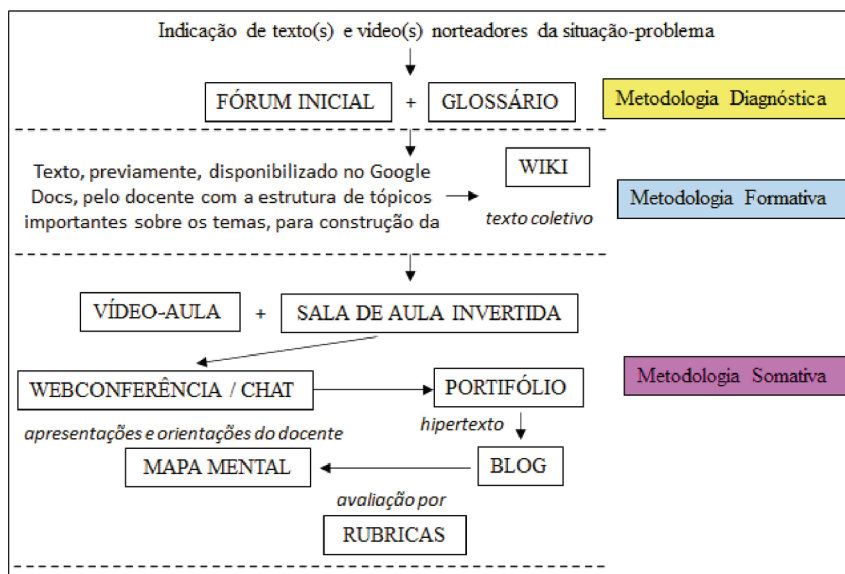 Indicação de texto(s) e vídeo(s) norteadores da situação-problema
FÓRUM INICIAL + GLOSSÁRIO
Metodologia Diagnóstica
Texto, previamente, disponibilizado no Google
Docs, pelo docente com a estrutura de tópicos
importantes sobre os temas, para construção da
WIKI
texto coletivo
Metodologia Formativa
VÍDEO-AULA + SALA DE AULA INVERTIDA
WEBCONFERÊNCIA / CHAT
PORTIFÓLIO
Metodologia Somativa
apresentações e orientações do docente
hipertexto
MAPA MENTAL
BLOG
avaliação por
RUBRICAS